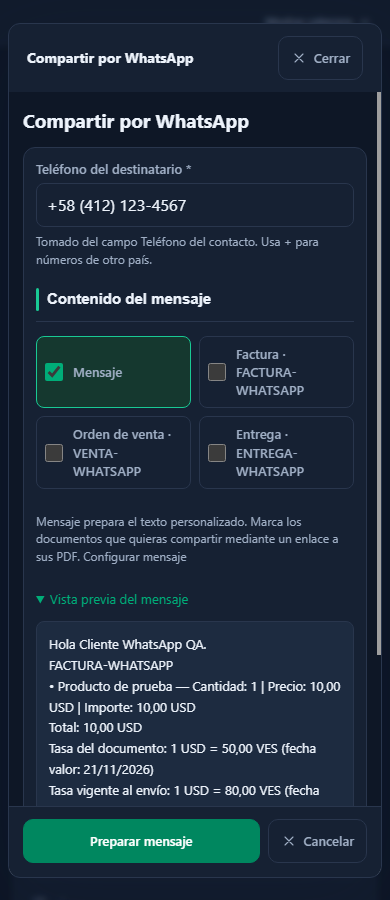 Compartir por WhatsApp
× Cerrar
Compartir por WhatsApp
Teléfono del destinatario *
+58 (412) 123-4567
Tomado del campo Teléfono del contacto. Usa + para
números de otro país.
Contenido del mensaje
Mensaje
Factura ·
FACTURA-
WHATSAPP
Orden de venta ·
VENTA-
WHATSAPP
Entrega ·
ENTREGA-
WHATSAPP
Mensaje prepara el texto personalizado. Marca los
documentos que quieras compartir mediante un enlace a
sus PDF. Configurar mensaje
▼ Vista previa del mensaje
Hola Cliente WhatsApp QA.
FACTURA-WHATSAPP
• Producto de prueba — Cantidad: 1 | Precio: 10,00
USD | Importe: 10,00 USD
Total: 10,00 USD
Tasa del documento: 1 USD = 50,00 VES (fecha
valor: 21/11/2026)
Tasa vigente al envío: 1 USD = 80,00 VES (fecha
Preparar mensaje
× Cancelar